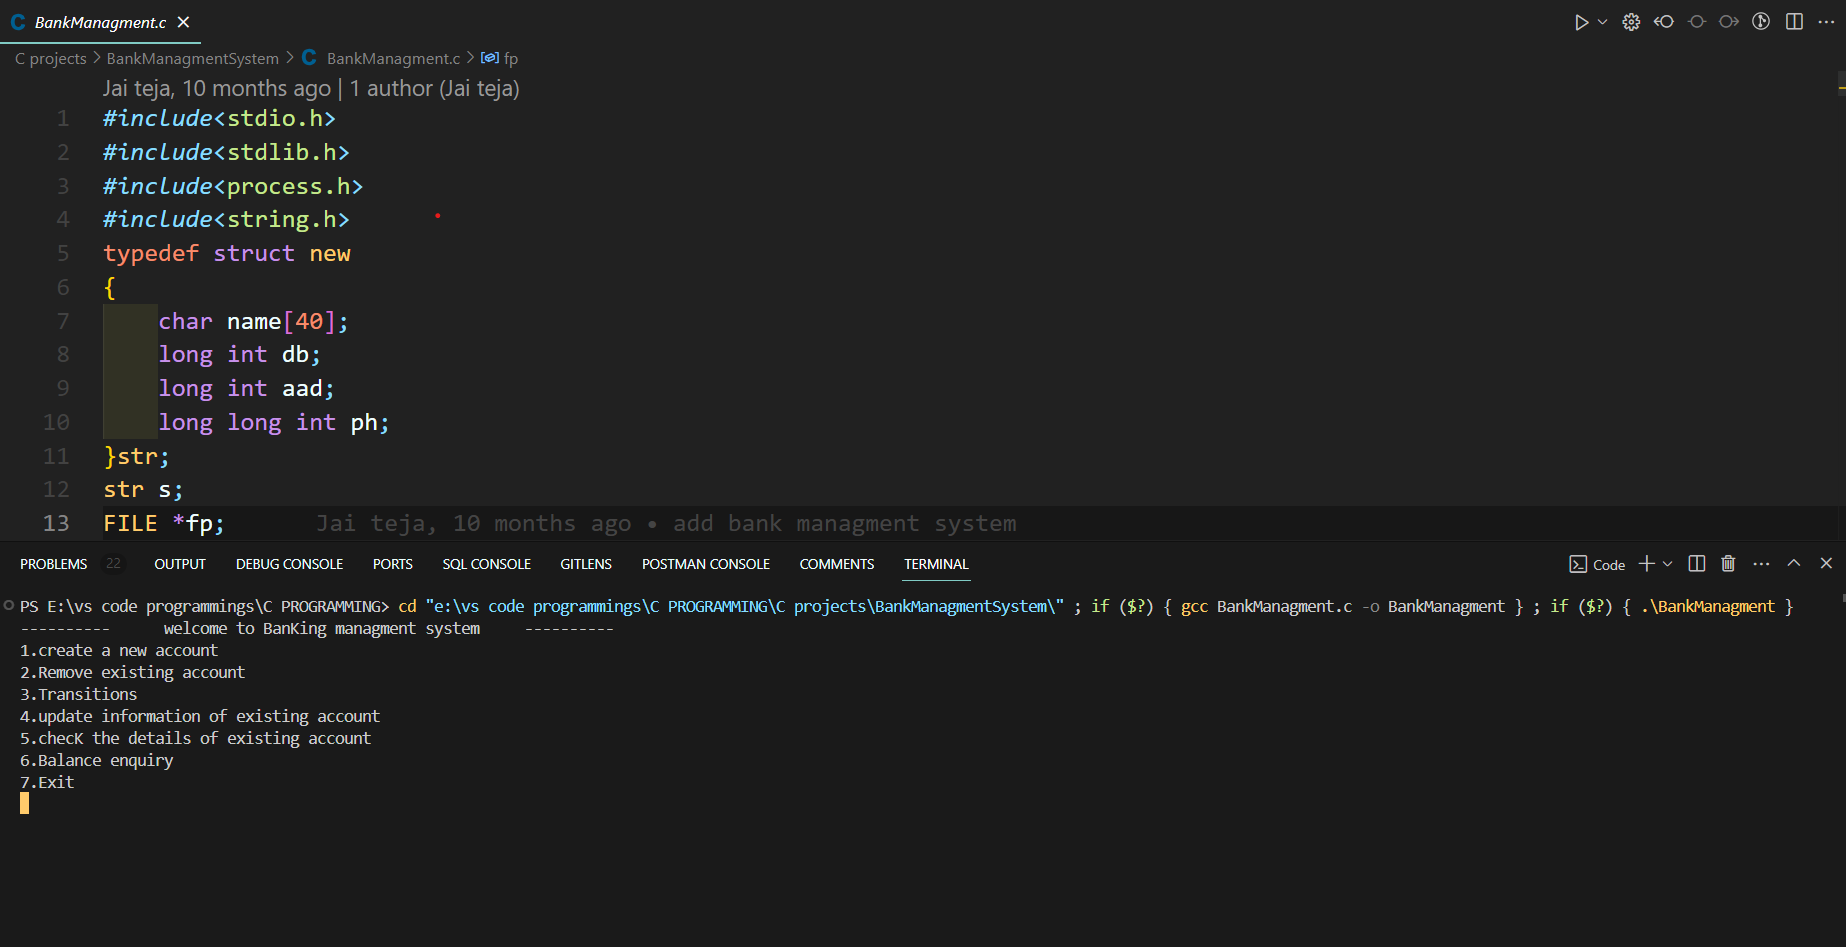 BankManagment.c
C projects > BankManagmentSystem > C BankManagment.c > fp
Jai teja, 10 months ago | 1 author (Jai teja)
1 #include<stdio.h>
2 #include<stdlib.h>
3 #include<process.h>
4 #include<string.h>
5 typedef struct new
6 {
7 char name[40];
8 long int db;
9 long int aad;
10 long long int ph;
11 }str;
12 str s;
13 FILE *fp; Jai teja, 10 months ago • add bank managment system
PROBLEMS 22 OUTPUT DEBUG CONSOLE PORTS SQL CONSOLE GITLENS POSTMAN CONSOLE COMMENTS TERMINAL Code
PS E:\vs code programmings\C PROGRAMMING> cd "e:\vs code programmings\C PROGRAMMING\C projects\BankManagmentSystem\" ; if ($?) { gcc BankManagment.c -o BankManagment } ; if ($?) { .\BankManagment }
---------- welcome to BanKing managment system ----------
1.create a new account
2.Remove existing account
3.Transitions
4.update information of existing account
5.checK the details of existing account
6.Balance enquiry
7.Exit